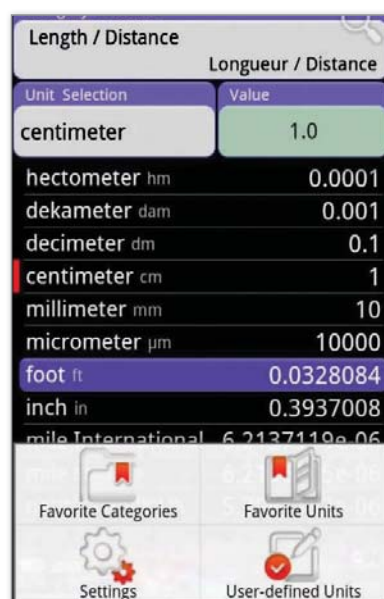 Length / Distance
Longueur / Distance
Unit Selection Value
centimeter 1.0
hectometer hm 0.0001
dekameter dam 0.001
decimeter dm 0.1
centimeter cm 1
millimeter mm 10
micrometer µm 10000
foot ft 0.0328084
inch in 0.3937008
mile International 6.2137119e-06
Favorite Categories Favorite Units
Settings User-defined Units